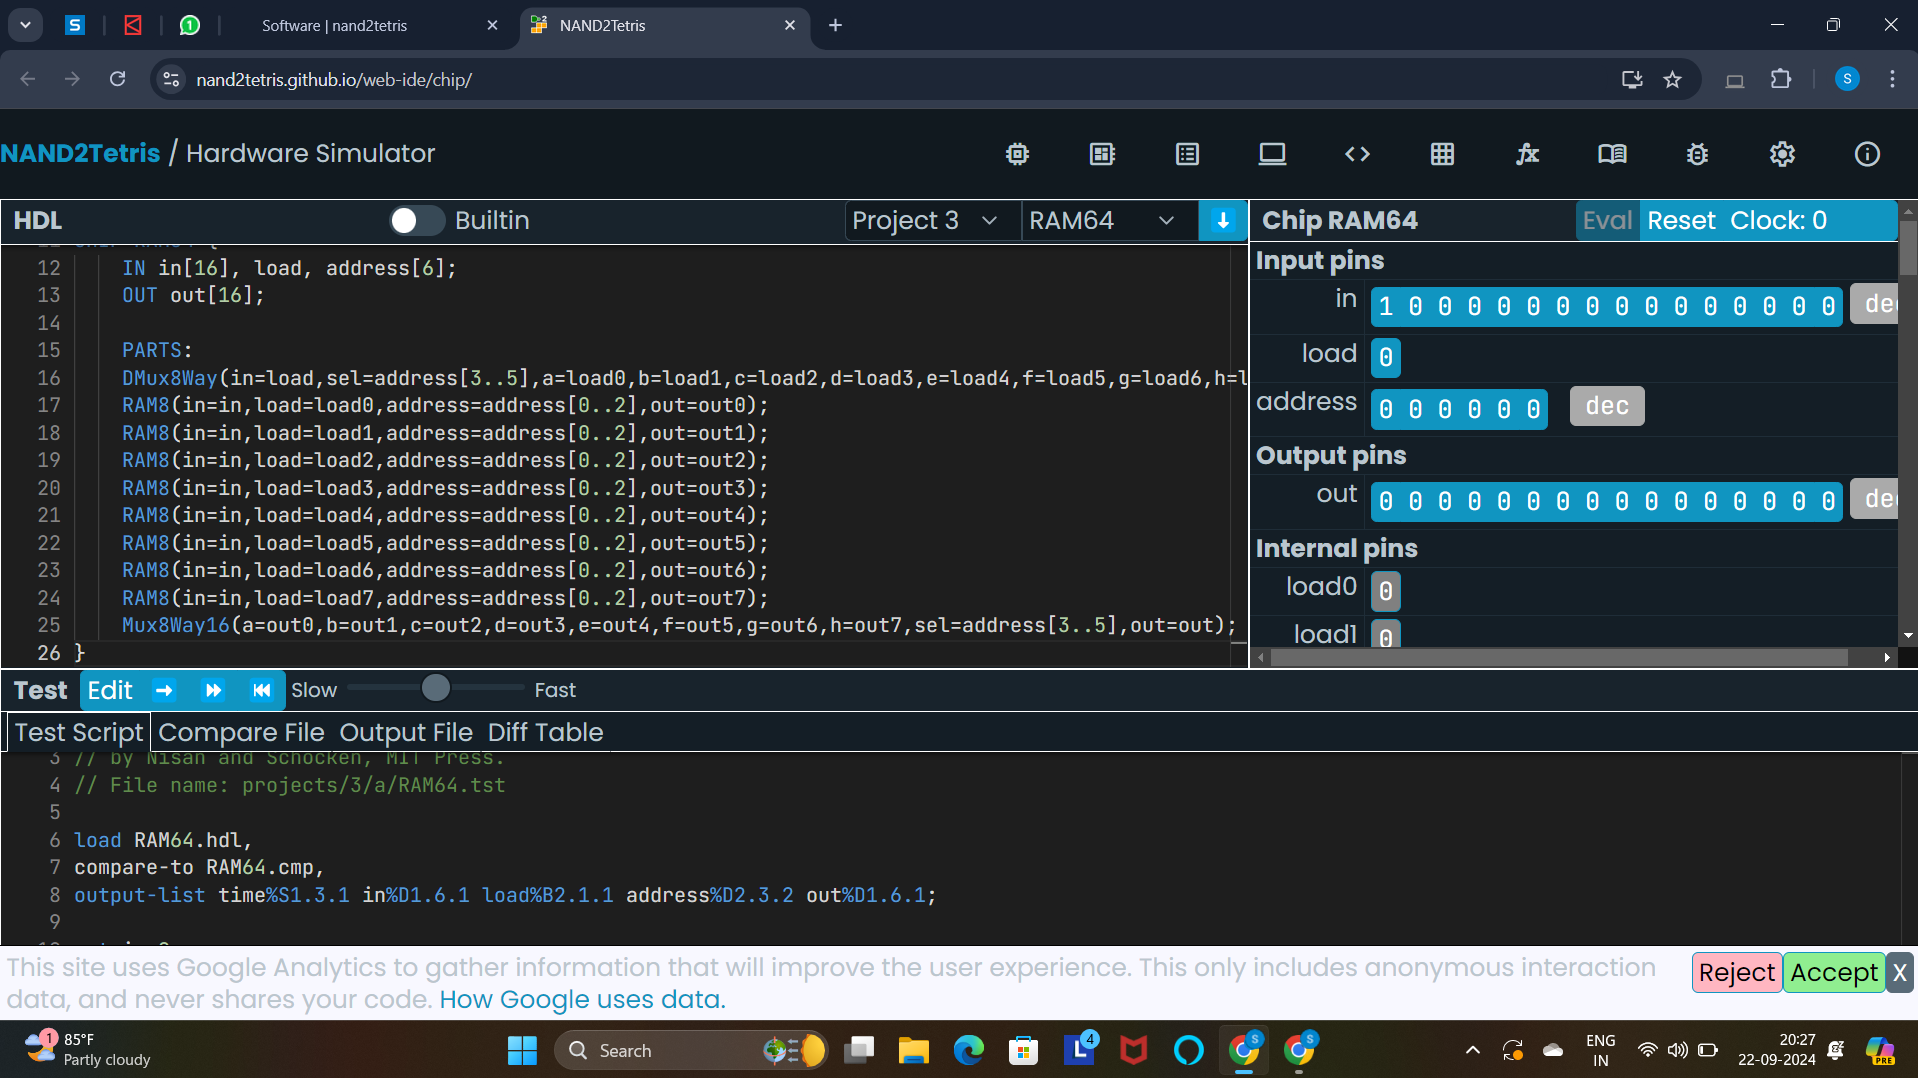 S
1
Software | nand2tetris
NAND2Tetris
nand2tetris.github.io/web-ide/chip/
S
NAND2Tetris / Hardware Simulator
HDL
Builtin
Project 3
RAM64
Chip RAM64
Eval
Reset
Clock: 0
12 IN in[16], load, address[6];
13 OUT out[16];
14
15 PARTS:
16 DMux8Way(in=load,sel=address[3..5],a=load0,b=load1,c=load2,d=load3,e=load4,f=load5,g=load6,h=l
17 RAM8(in=in,load=load0,address=address[0..2],out=out0);
18 RAM8(in=in,load=load1,address=address[0..2],out=out1);
19 RAM8(in=in,load=load2,address=address[0..2],out=out2);
20 RAM8(in=in,load=load3,address=address[0..2],out=out3);
21 RAM8(in=in,load=load4,address=address[0..2],out=out4);
22 RAM8(in=in,load=load5,address=address[0..2],out=out5);
23 RAM8(in=in,load=load6,address=address[0..2],out=out6);
24 RAM8(in=in,load=load7,address=address[0..2],out=out7);
25 Mux8Way16(a=out0,b=out1,c=out2,d=out3,e=out4,f=out5,g=out6,h=out7,sel=address[3..5],out=out);
26 }
Input pins
in 1 0 0 0 0 0 0 0 0 0 0 0 0 0 0 0 dec
load 0
address 0 0 0 0 0 0 dec
Output pins
out 0 0 0 0 0 0 0 0 0 0 0 0 0 0 0 0 dec
Internal pins
load0 0
load1 0
Test Edit Slow Fast
Test Script Compare File Output File Diff Table
3 // by Nisan and Schocken, MIT Press.
4 // File name: projects/3/a/RAM64.tst
5
6 load RAM64.hdl,
7 compare-to RAM64.cmp,
8 output-list time%S1.3.1 in%D1.6.1 load%B2.1.1 address%D2.3.2 out%D1.6.1;
9
This site uses Google Analytics to gather information that will improve the user experience. This only includes anonymous interaction
data, and never shares your code. How Google uses data.
Reject
Accept
X
1
85°F
Partly cloudy
Search
L
4
S
S
ENG
IN
20:27
22-09-2024
PRE